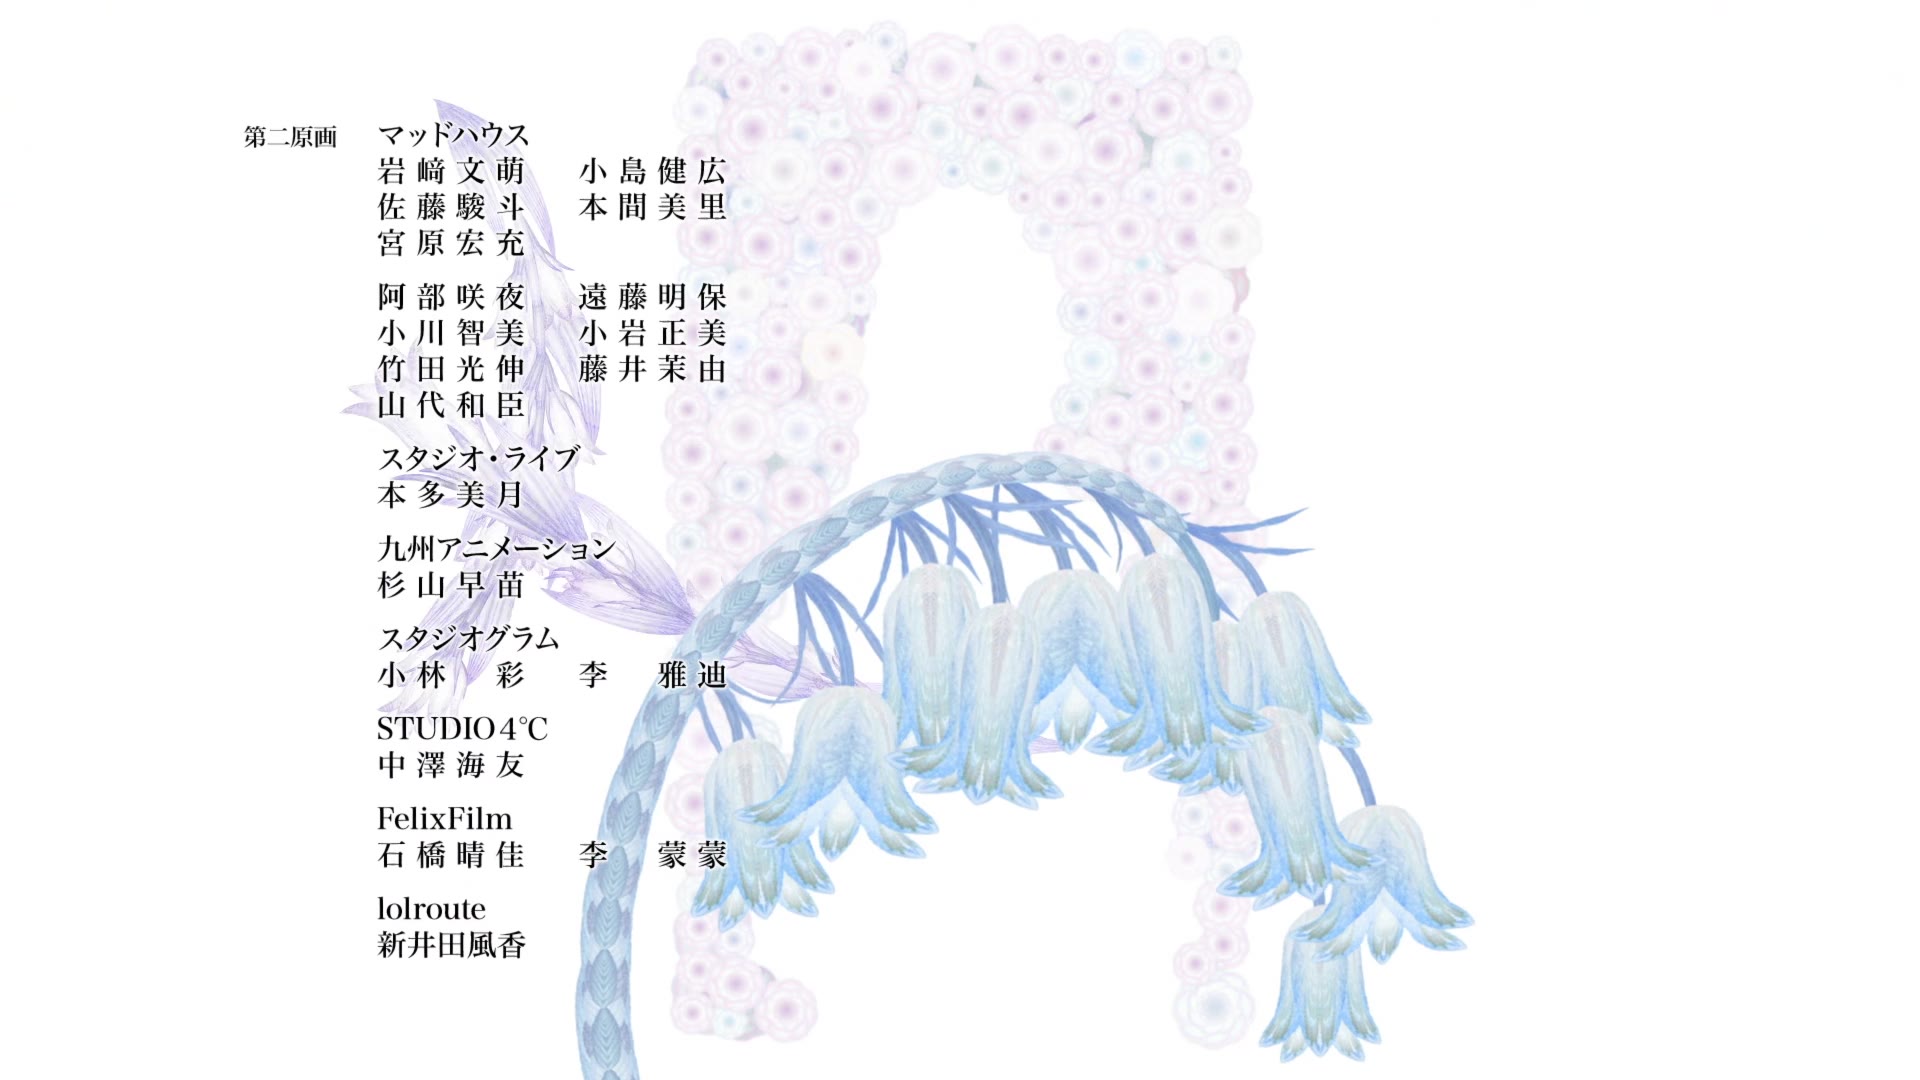 第二原画 マッドハウス
岩﨑文萌 小島健広
佐藤駿斗 本間美里
宮原宏充
阿部咲夜 遠藤明保
小川智美 小岩正美
竹田光伸 藤井茉由
山代和臣
スタジオ・ライブ
本多美月
九州アニメーション
杉山早苗
スタジオグラム
小林 彩 李 雅迪
STUDIO4℃
中澤海友
FelixFilm
石橋晴佳 李 蒙蒙
lolroute
新井田風香